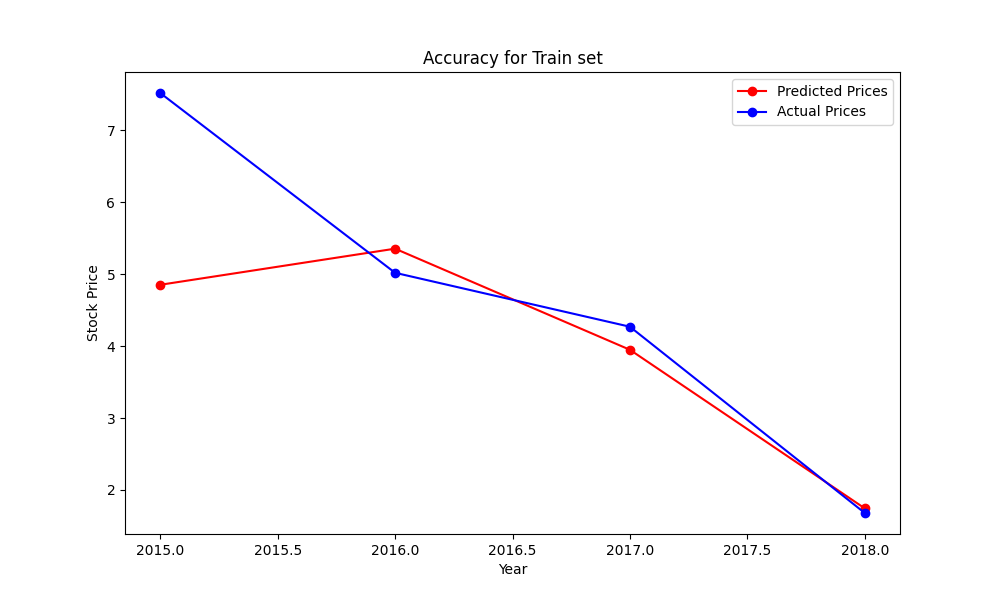 Accuracy for Train set
Predicted Prices
Actual Prices
7
6
5
4
3
2
Stock Price
2015.0 2015.5 2016.0 2016.5 2017.0 2017.5 2018.0
Year